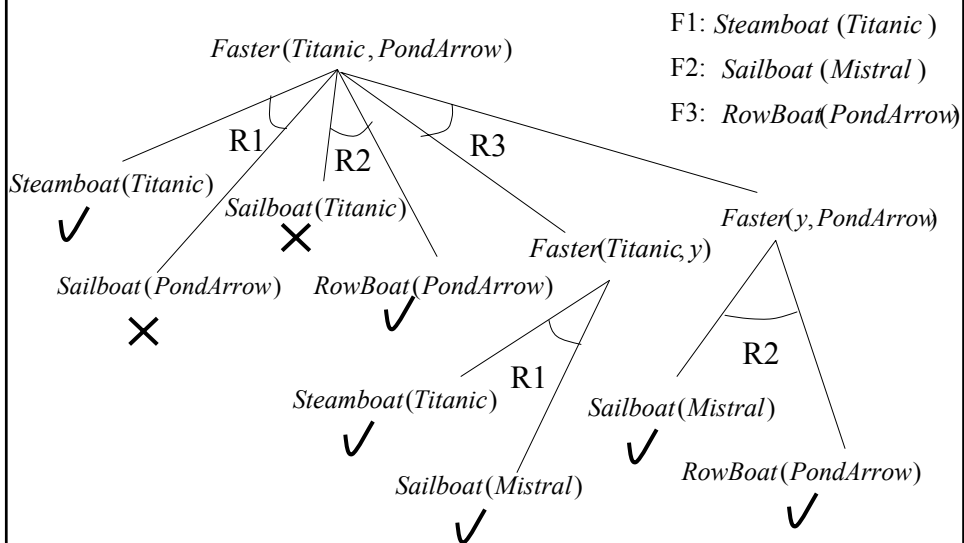 F1: Steamboat (Titanic )
Faster(Titanic, PondArrow)
F2: Sailboat (Mistral )
F3: RowBoat(PondArrow)
R1
R2
R3
Steamboat(Titanic)
Sailboat(Titanic)
Faster(y, PondArrow)
Faster(Titanic, y)
Sailboat(PondArrow)
RowBoat(PondArrow)
R1
R2
Steamboat(Titanic)
Sailboat(Mistral)
Sailboat(Mistral)
RowBoat(PondArrow)